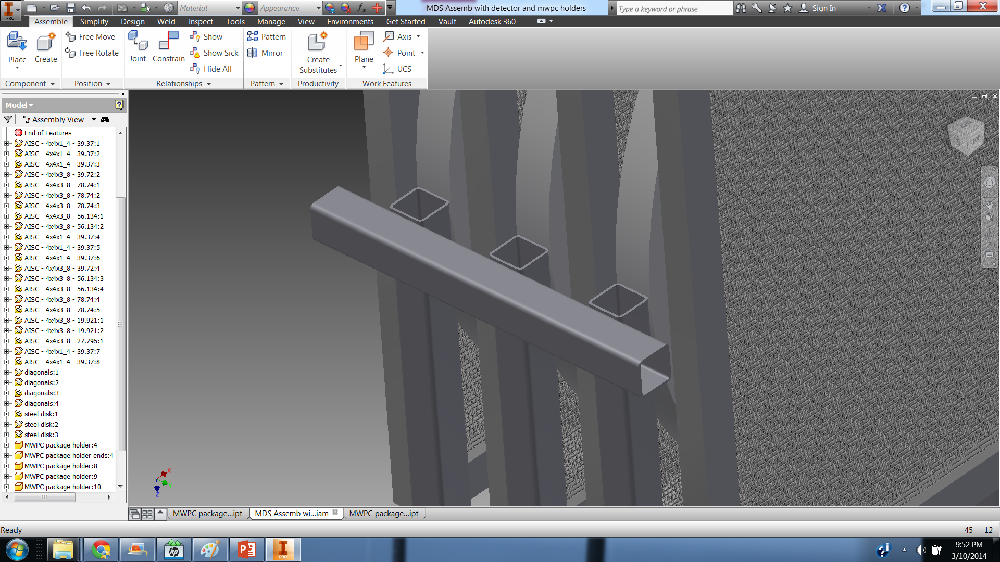 Material
Appearance
MDS Assemb with detector and mwpc holders
Type a keyword or phrase
Sign In
PRO
Assemble
Simplify
Design
Weld
Inspect
Tools
Manage
View
Environments
Get Started
Vault
Autodesk 360
Place
Create
Free Move
Free Rotate
Joint
Constrain
Show
Show Sick
Hide All
Pattern
Mirror
Create
Substitutes
Plane
Axis
Point
UCS
Component
Position
Relationships
Pattern
Productivity
Work Features
Model
Assembly View
End of Features
AISC - 4x4x1_4 - 39.37:1
AISC - 4x4x1_4 - 39.37:2
AISC - 4x4x1_4 - 39.37:3
AISC - 4x4x3_8 - 39.72:2
AISC - 4x4x3_8 - 78.74:1
AISC - 4x4x3_8 - 78.74:2
AISC - 4x4x3_8 - 78.74:3
AISC - 4x4x3_8 - 56.134:1
AISC - 4x4x3_8 - 56.134:2
AISC - 4x4x1_4 - 39.37:4
AISC - 4x4x1_4 - 39.37:5
AISC - 4x4x1_4 - 39.37:6
AISC - 4x4x3_8 - 39.72:4
AISC - 4x4x3_8 - 56.134:3
AISC - 4x4x3_8 - 56.134:4
AISC - 4x4x3_8 - 78.74:4
AISC - 4x4x3_8 - 78.74:5
AISC - 4x4x3_8 - 19.921:1
AISC - 4x4x3_8 - 19.921:2
AISC - 4x4x3_8 - 27.795:1
AISC - 4x4x1_4 - 39.37:7
AISC - 4x4x1_4 - 39.37:8
diagonals:1
diagonals:2
diagonals:3
diagonals:4
steel disk:1
steel disk:2
steel disk:3
MWPC package holder:4
MWPC package holder ends:4
MWPC package holder:8
MWPC package holder:9
MWPC package holder:10
X
Y
Z
MWPC package...ipt
MDS Assemb wi...iam
MWPC package...ipt
Ready
45
12
hp
P
PRO
9:52 PM
3/10/2014